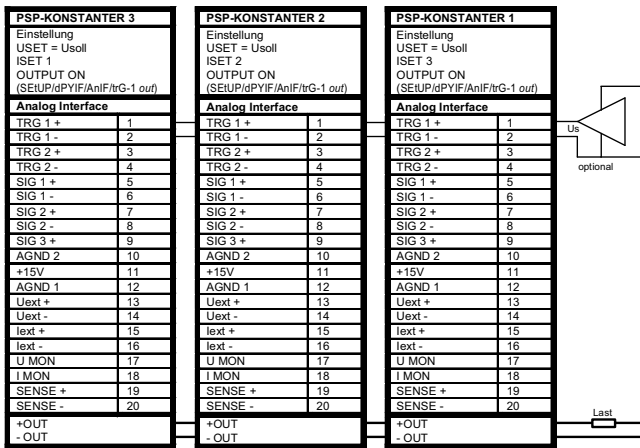 PSP-KONSTANTER 3
Einstellung
USET = Usoll
ISET 1
OUTPUT ON
(SEtUP/dPYIF/AnIF/trG-1 out)
Analog Interface
TRG 1 + 1
TRG 1 - 2
TRG 2 + 3
TRG 2 - 4
SIG 1 + 5
SIG 1 - 6
SIG 2 + 7
SIG 2 - 8
SIG 3 + 9
AGND 2 10
+15V 11
AGND 1 12
Uext + 13
Uext - 14
Iext + 15
Iext - 16
U MON 17
I MON 18
SENSE + 19
SENSE - 20
+OUT
- OUT
PSP-KONSTANTER 2
Einstellung
USET = Usoll
ISET 2
OUTPUT ON
(SEtUP/dPYIF/AnIF/trG-1 out)
Analog Interface
TRG 1 + 1
TRG 1 - 2
TRG 2 + 3
TRG 2 - 4
SIG 1 + 5
SIG 1 - 6
SIG 2 + 7
SIG 2 - 8
SIG 3 + 9
AGND 2 10
+15V 11
AGND 1 12
Uext + 13
Uext - 14
Iext + 15
Iext - 16
U MON 17
I MON 18
SENSE + 19
SENSE - 20
+OUT
- OUT
PSP-KONSTANTER 1
Einstellung
USET = Usoll
ISET 3
OUTPUT ON
(SEtUP/dPYIF/AnIF/trG-1 out)
Analog Interface
TRG 1 + 1
TRG 1 - 2
TRG 2 + 3
TRG 2 - 4
SIG 1 + 5
SIG 1 - 6
SIG 2 + 7
SIG 2 - 8
SIG 3 + 9
AGND 2 10
+15V 11
AGND 1 12
Uext + 13
Uext - 14
Iext + 15
Iext - 16
U MON 17
I MON 18
SENSE + 19
SENSE - 20
+OUT
- OUT
Us
optional
Last